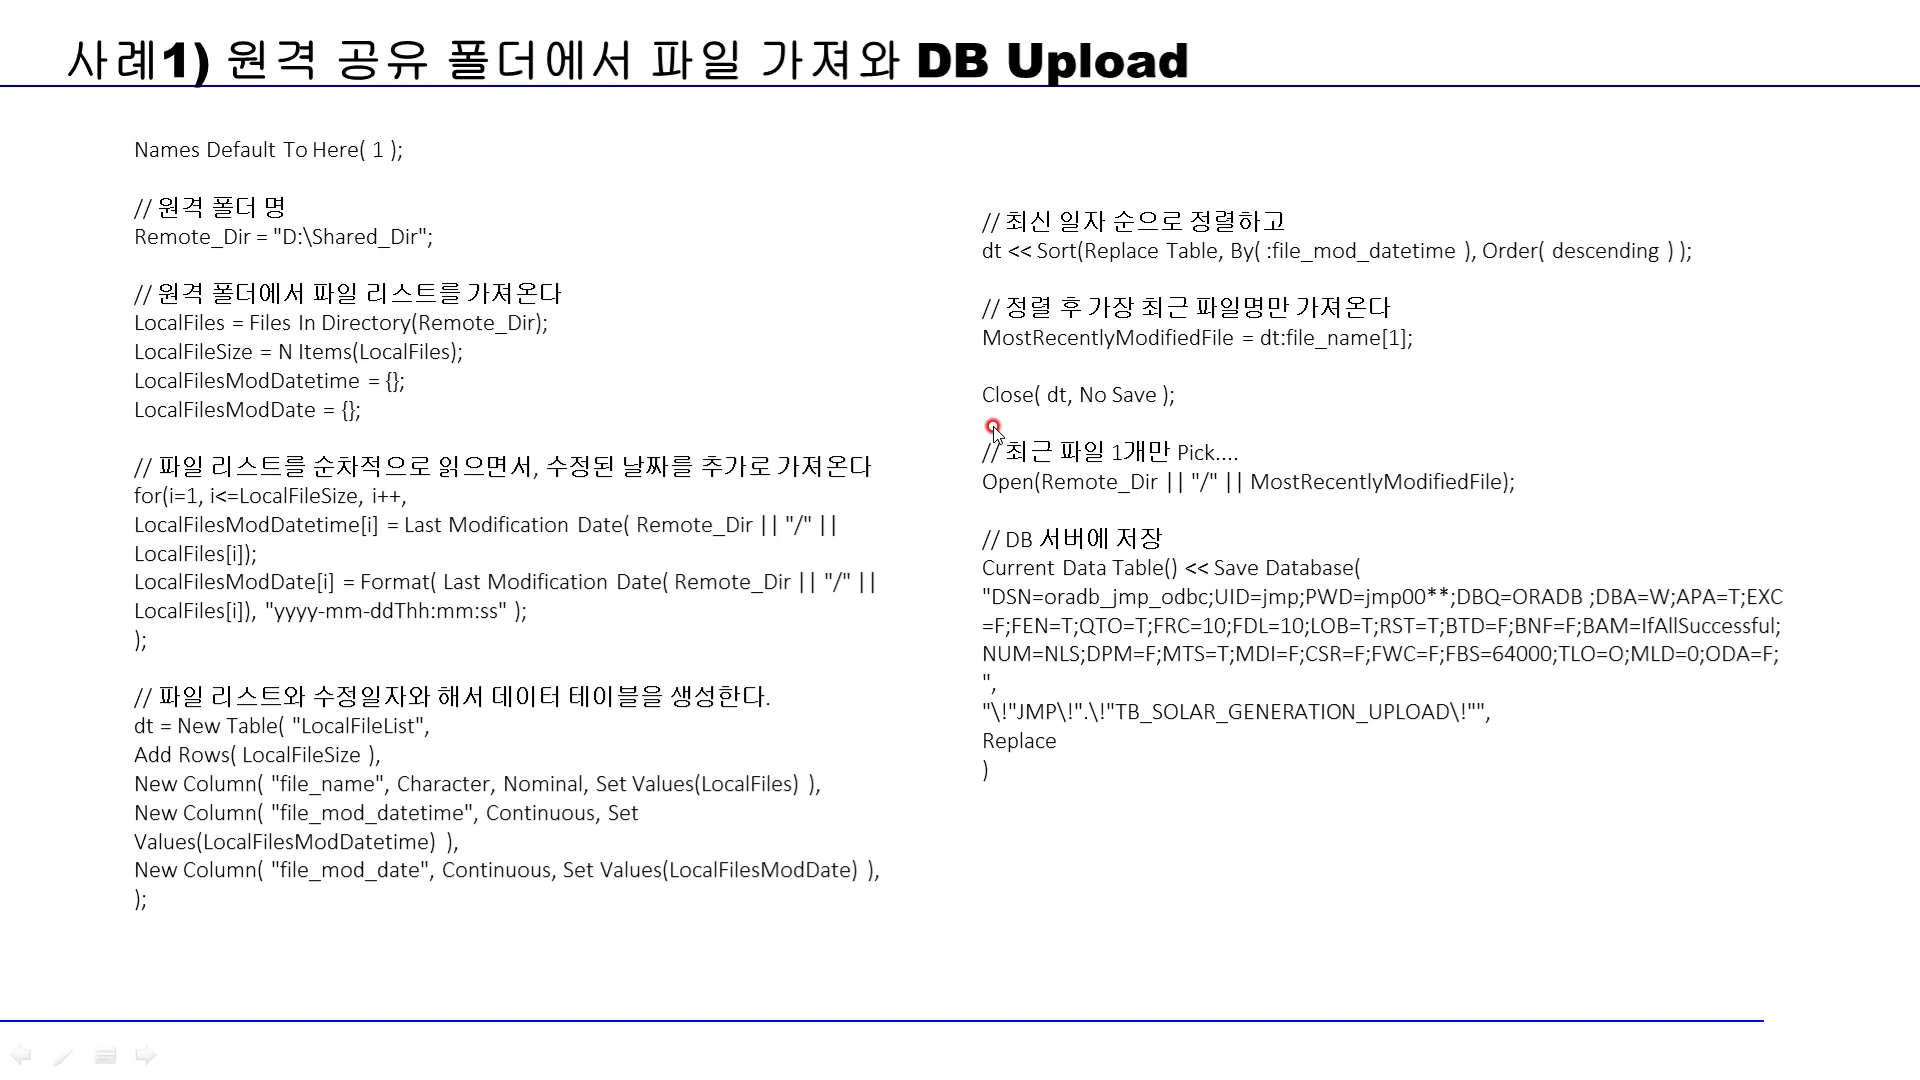 사례1) 원격 공유 폴더에서 파일 가져와 DB Upload
Names Default To Here( 1 );
// 원격 폴더 명
Remote_Dir = "D:\Shared_Dir";
// 원격 폴더에서 파일 리스트를 가져온다
LocalFiles = Files In Directory(Remote_Dir);
LocalFileSize = N Items(LocalFiles);
LocalFilesModDatetime = {};
LocalFilesModDate = {};
// 파일 리스트를 순차적으로 읽으면서, 수정된 날짜를 추가로 가져온다
for(i=1, i<=LocalFileSize, i++,
LocalFilesModDatetime[i] = Last Modification Date( Remote_Dir || "/" ||
LocalFiles[i]);
LocalFilesModDate[i] = Format( Last Modification Date( Remote_Dir || "/" ||
LocalFiles[i]), "yyyy-mm-ddThh:mm:ss" );
);
// 파일 리스트와 수정일자와 해서 데이터 테이블을 생성한다.
dt = New Table( "LocalFileList",
Add Rows( LocalFileSize ),
New Column( "file_name", Character, Nominal, Set Values(LocalFiles) ),
New Column( "file_mod_datetime", Continuous, Set
Values(LocalFilesModDatetime) ),
New Column( "file_mod_date", Continuous, Set Values(LocalFilesModDate) ),
);
// 최신 일자 순으로 정렬하고
dt << Sort(Replace Table, By( :file_mod_datetime ), Order( descending ) );
// 정렬 후 가장 최근 파일명만 가져온다
MostRecentlyModifiedFile = dt:file_name[1];
Close( dt, No Save );
// 최근 파일 1개만 Pick....
Open(Remote_Dir || "/" || MostRecentlyModifiedFile);
// DB 서버에 저장
Current Data Table() << Save Database(
"DSN=oradb_jmp_odbc;UID=jmp;PWD=jmp00**;DBQ=ORADB ;DBA=W;APA=T;EXC
=F;FEN=T;QTO=T;FRC=10;FDL=10;LOB=T;RST=T;BTD=F;BNF=F;BAM=IfAllSuccessful;
NUM=NLS;DPM=F;MTS=T;MDI=F;CSR=F;FWC=F;FBS=64000;TLO=O;MLD=0;ODA=F;
",
"\!"JMP\!".\!"TB_SOLAR_GENERATION_UPLOAD\!"",
Replace
)